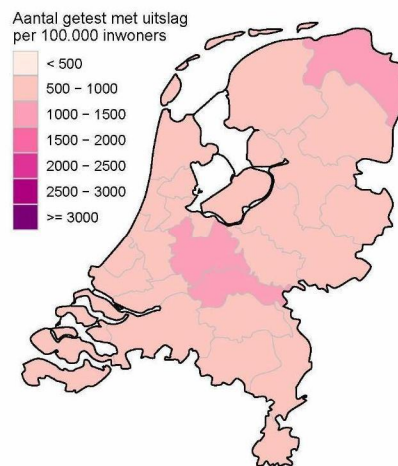 Aantal getest met uitslag
per 100.000 inwoners
< 500
500 – 1000
1000 – 1500
1500 – 2000
2000 – 2500
2500 – 3000
>= 3000